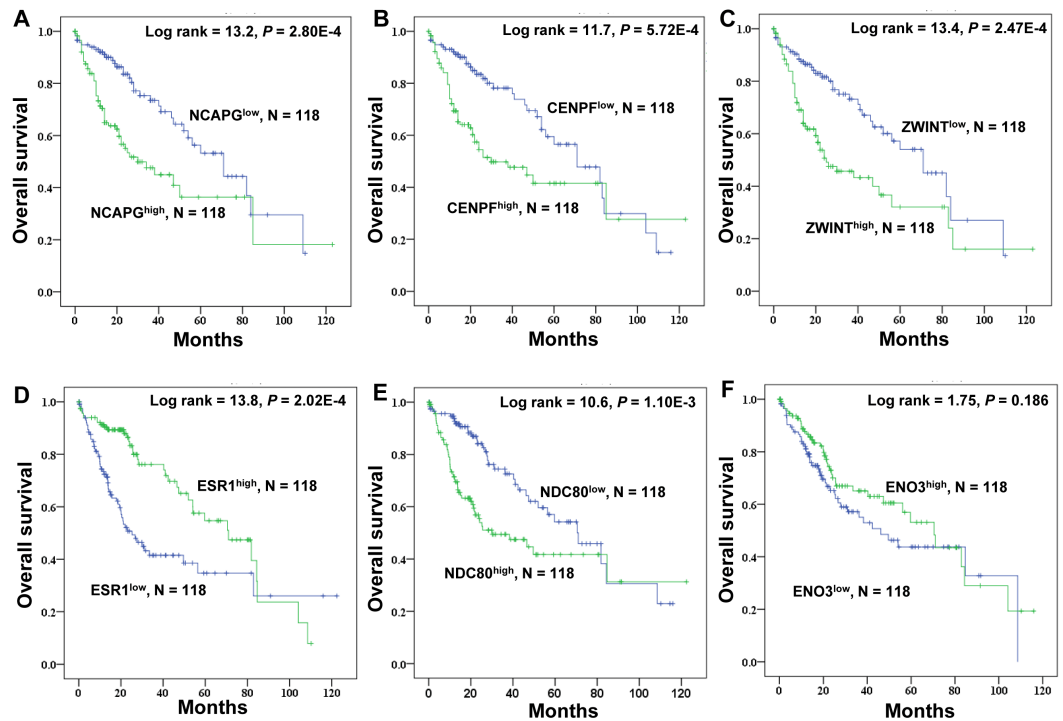 A
Log rank = 13.2, P = 2.80E-4
Overall survival
1.0
0.8
0.6
0.4
0.2
0.0
NCAPGlow, N = 118
NCAPGhigh, N = 118
0 20 40 60 80 100 120
Months
B
Log rank = 11.7, P = 5.72E-4
Overall survival
1.0
0.8
0.6
0.4
0.2
0.0
CENPFlow, N = 118
CENPFhigh, N = 118
0 20 40 60 80 100 120
Months
C
Log rank = 13.4, P = 2.47E-4
Overall survival
1.0
0.8
0.6
0.4
0.2
0.0
ZWINTlow, N = 118
ZWINThigh, N = 118
0 20 40 60 80 100 120
Months
D
Log rank = 13.8, P = 2.02E-4
Overall survival
1.0
0.8
0.6
0.4
0.2
0.0
ESR1high, N = 118
ESR1low, N = 118
0 20 40 60 80 100 120
Months
E
Log rank = 10.6, P = 1.10E-3
Overall survival
1.0
0.8
0.6
0.4
0.2
0.0
NDC80low, N = 118
NDC80high, N = 118
0 20 40 60 80 100 120
Months
F
Log rank = 1.75, P = 0.186
Overall survival
1.0
0.8
0.6
0.4
0.2
0.0
ENO3high, N = 118
ENO3low, N = 118
0 20 40 60 80 100 120
Months